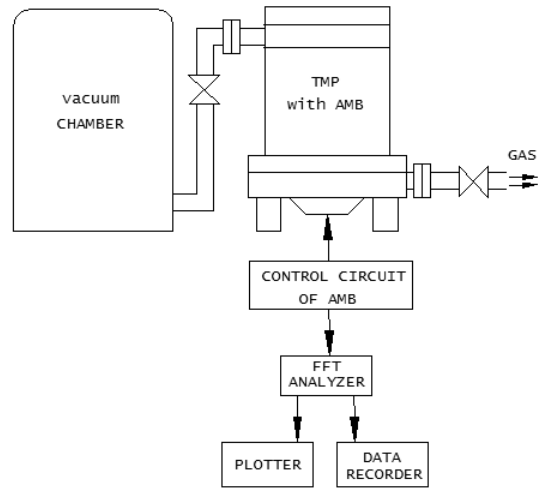 vacuum
CHAMBER
TMP
with AMB
GAS
CONTROL CIRCUIT
OF AMB
FFT
ANALYZER
PLOTTER
DATA
RECORDER